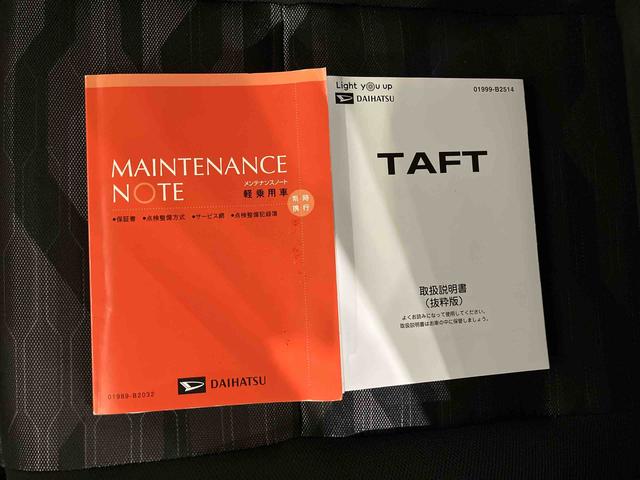 MAINTENANCE
NOTE
メンテナンスノート
軽乗用車
常時
携行
●保証書 ●点検整備方式 ●サービス網 ●点検整備記録簿
DAIHATSU
01989-B2032
Light you up
DAIHATSU
01999-B2514
TAFT
取扱説明書
（抜粋版）
よくお読みになって使用してください。
取扱説明書はお車の中に保管しましょう。